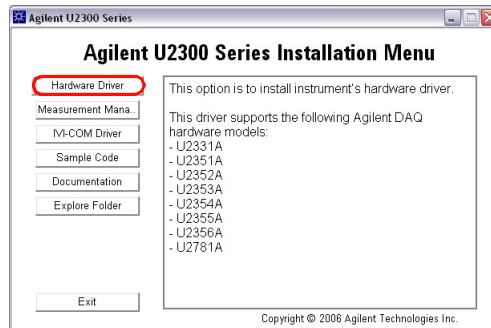 Agilent U2300 Series
Agilent U2300 Series Installation Menu
Hardware Driver
Measurement Mana..
IVI-COM Driver
Sample Code
Documentation
Explore Folder
Exit
This option is to install instrument's hardware driver.
This driver supports the following Agilent DAQ
hardware models:
- U2331A
- U2351A
- U2352A
- U2353A
- U2354A
- U2355A
- U2356A
- U2781A
Copyright © 2006 Agilent Technologies Inc.